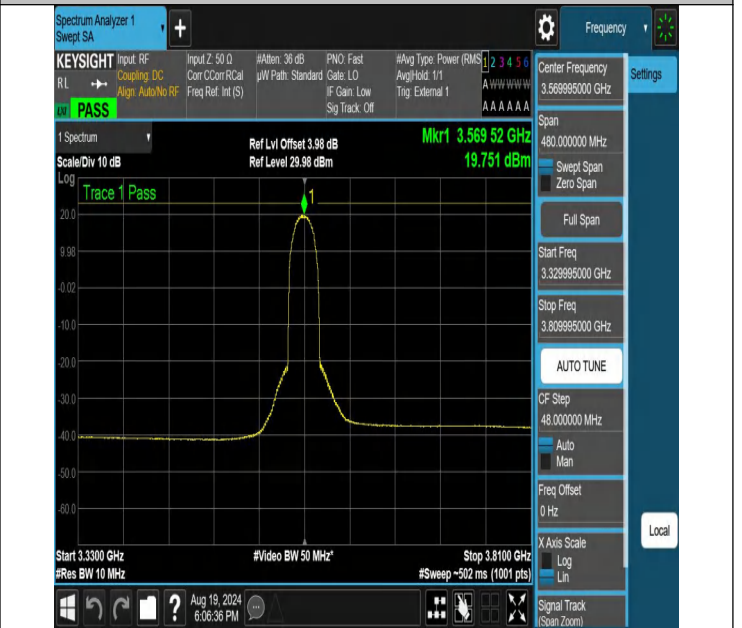 Spectrum Analyzer 1
Swept SA
Frequency
KEYSIGHT
RL
PASS
Input: RF
Coupling: DC
Align: Auto/No RF
Input Z: 50 Ω
Corr CCorr RCal
Freq Ref: Int (S)
#Atten: 36 dB
µW Path: Standard
PNO: Fast
Gate: LO
IF Gain: Low
Sig Track: Off
#Avg Type: Power (RMS
Avg|Hold: 1/1
Trig: External 1
1 2 3 4 5 6
A W W W W W
A A A A A A
1 Spectrum
Scale/Div 10 dB
Ref Lvl Offset 3.98 dB
Ref Level 29.98 dBm
Mkr1 3.569 52 GHz
19.751 dBm
Log
Trace 1 Pass
1
20.0
9.98
-0.02
-10.0
-20.0
-30.0
-40.0
-50.0
-60.0
Start 3.3300 GHz
#Res BW 10 MHz
#Video BW 50 MHz*
Stop 3.8100 GHz
#Sweep ~502 ms (1001 pts)
Center Frequency
3.569995000 GHz
Settings
Span
480.000000 MHz
Swept Span
Zero Span
Full Span
Start Freq
3.329995000 GHz
Stop Freq
3.809995000 GHz
AUTO TUNE
CF Step
48.000000 MHz
Auto
Man
Freq Offset
0 Hz
Local
X Axis Scale
Log
Lin
Signal Track
(Span Zoom)
?
Aug 19, 2024
6:06:36 PM